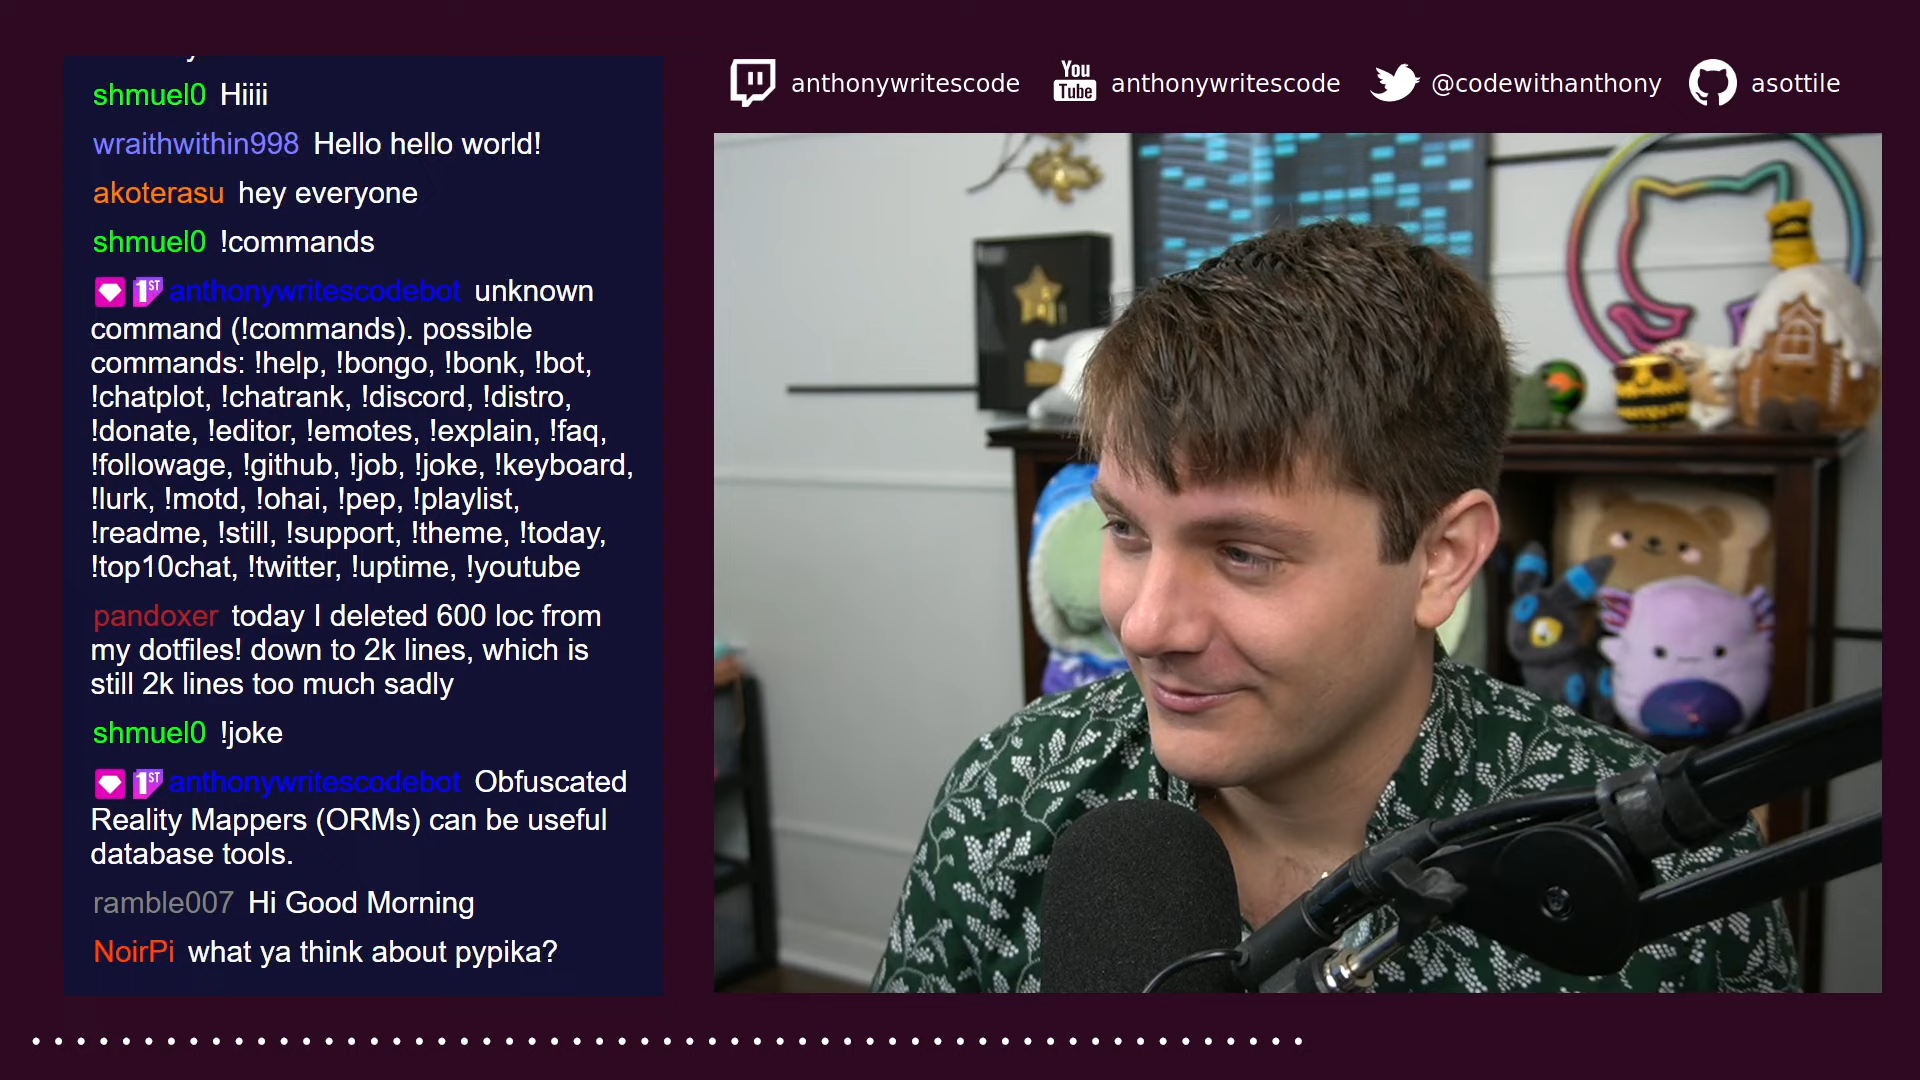 anthonywritescode You Tube anthonywritescode @codewithanthony asottile
shmuel0 Hiiii
wraithwithin998 Hello hello world!
akoterasu hey everyone
shmuel0 !commands
1ST anthonywritescodebot unknown
command (!commands). possible
commands: !help, !bongo, !bonk, !bot,
!chatplot, !chatrank, !discord, !distro,
!donate, !editor, !emotes, !explain, !faq,
!followage, !github, !job, !joke, !keyboard,
!lurk, !motd, !ohai, !pep, !playlist,
!readme, !still, !support, !theme, !today,
!top10chat, !twitter, !uptime, !youtube
pandoxer today I deleted 600 loc from
my dotfiles! down to 2k lines, which is
still 2k lines too much sadly
shmuel0 !joke
1ST anthonywritescodebot Obfuscated
Reality Mappers (ORMs) can be useful
database tools.
ramble007 Hi Good Morning
NoirPi what ya think about pypika?